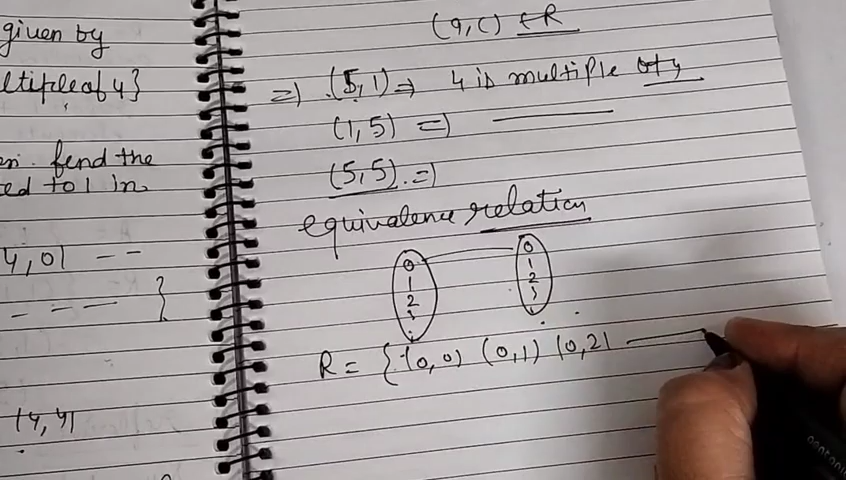 given by
ltiple of 4}
en. fend the
ed to 1 in
4,0) - -
- -- -- }
(4,4)
(a,c) ∈ R
=) (5,1) => 4 is multiple of 4
(1,5) =)
(5,5) =)
equivalence relation
0 0
1 1
2 2
3 3
R = { (0,0) (0,1) (0,2)